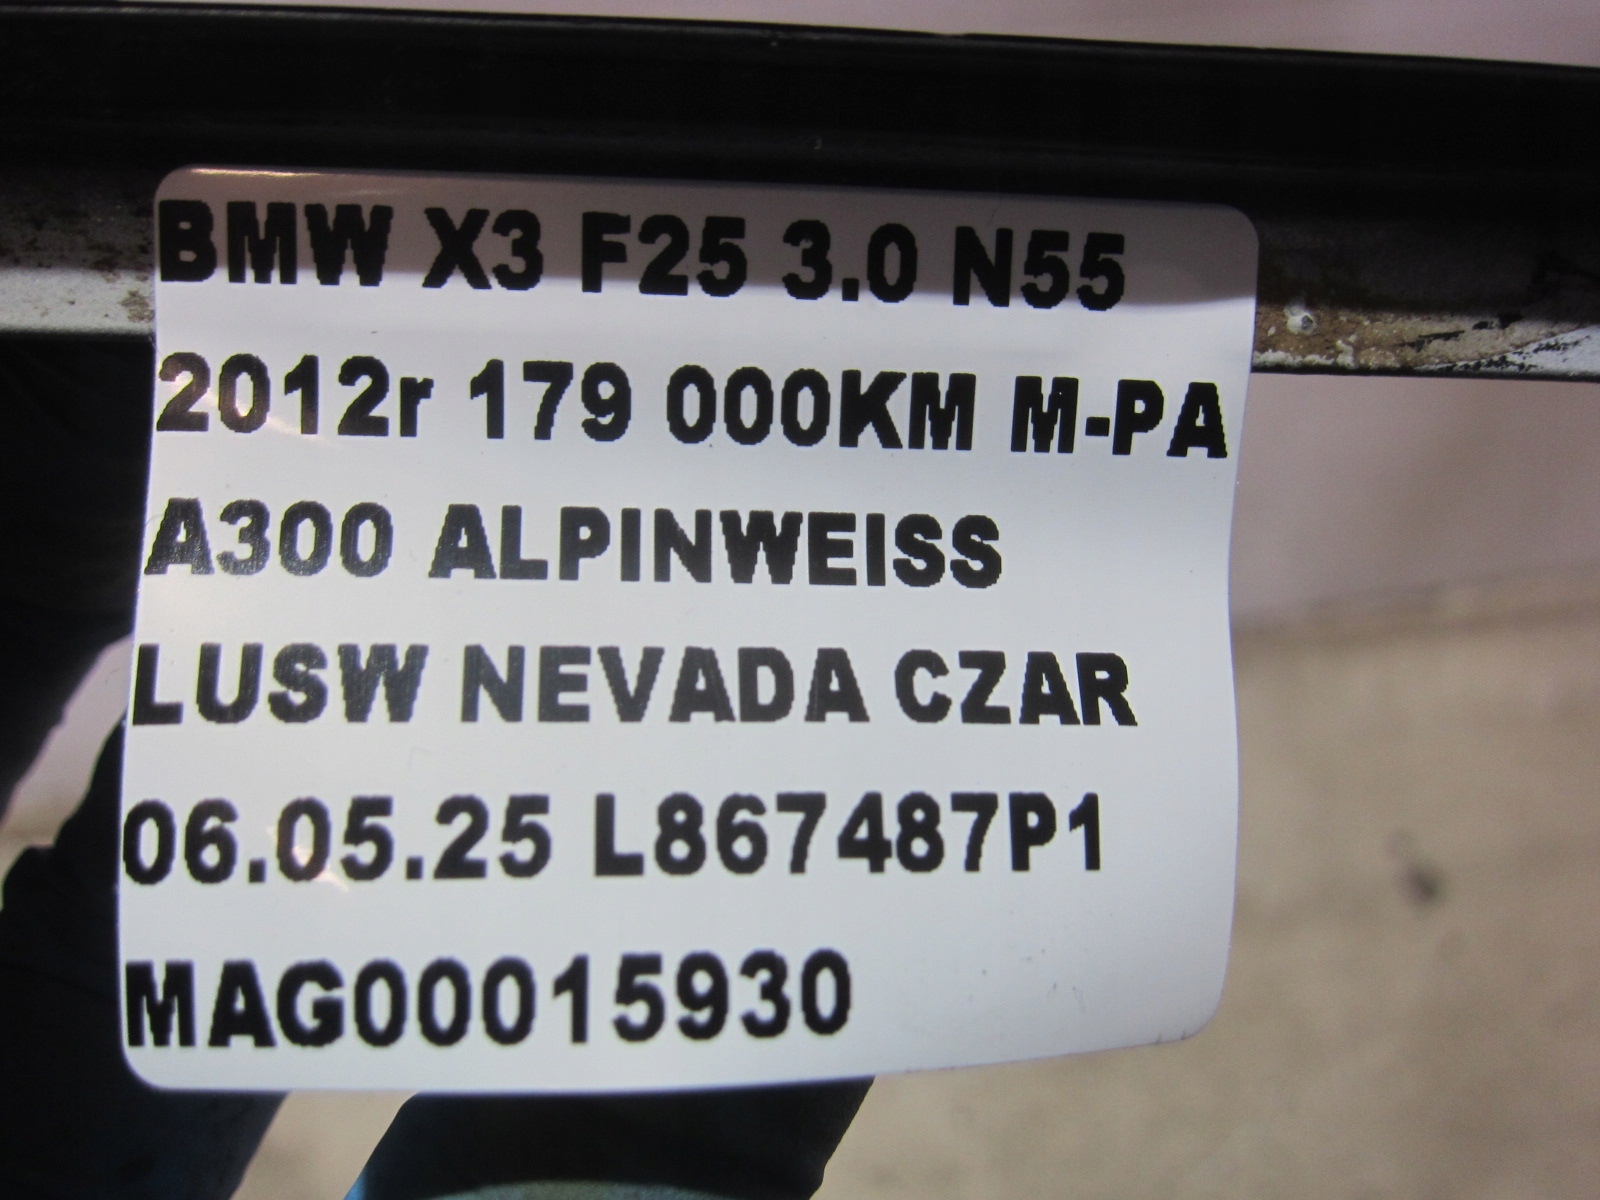 BMW X3 F25 3.0 N55
2012r 179 000KM M-PA
A300 ALPINWEISS
LUSW NEVADA CZAR
06.05.25 L867487P1
MAG00015930